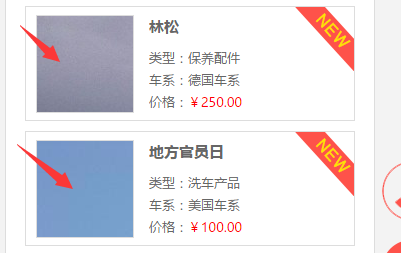 林松
NEW
类型：保养配件
车系：德国车系
价格：￥250.00
地方官员日
NEW
类型：洗车产品
车系：美国车系
价格：￥100.00